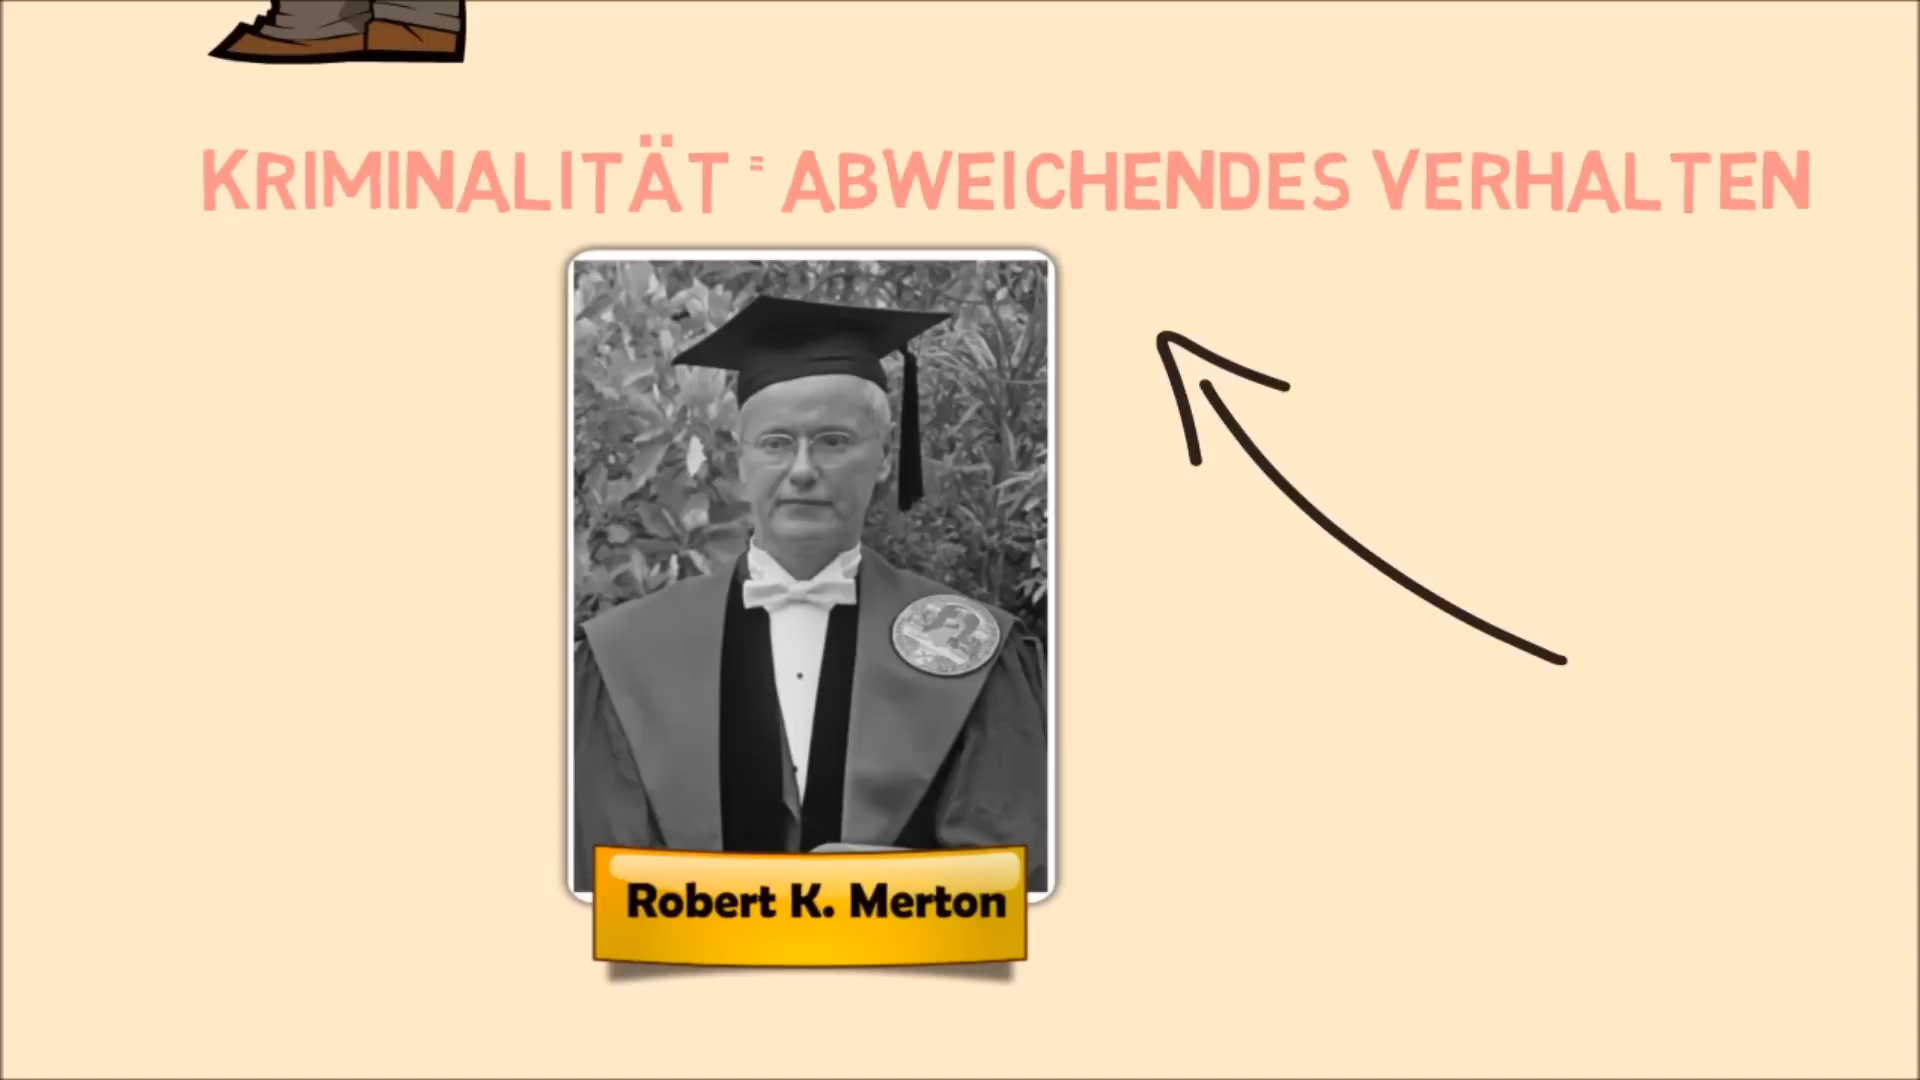 KRIMINALITÄT = ABWEICHENDES VERHALTEN
Robert K. Merton